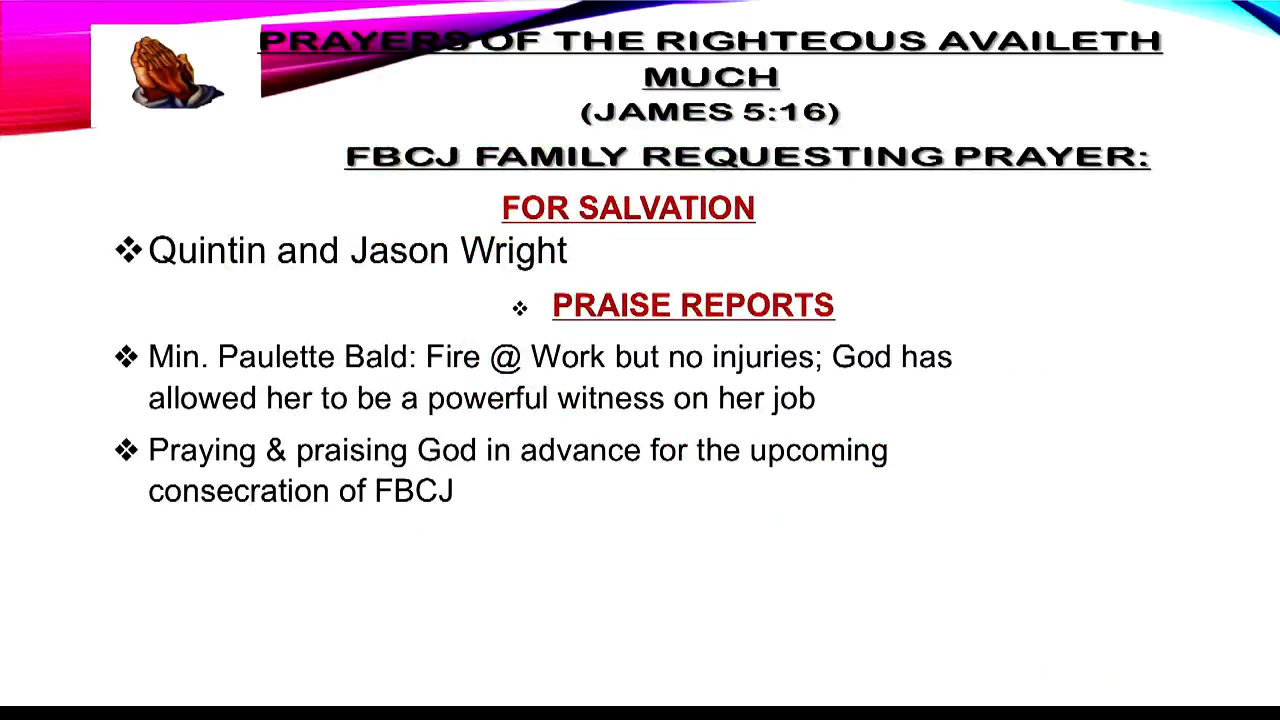 PRAYERS OF THE RIGHTEOUS AVAILETH
MUCH
(JAMES 5:16)
FBCJ FAMILY REQUESTING PRAYER:
FOR SALVATION
❖Quintin and Jason Wright
❖ PRAISE REPORTS
❖ Min. Paulette Bald: Fire @ Work but no injuries; God has
allowed her to be a powerful witness on her job
❖ Praying & praising God in advance for the upcoming
consecration of FBCJ